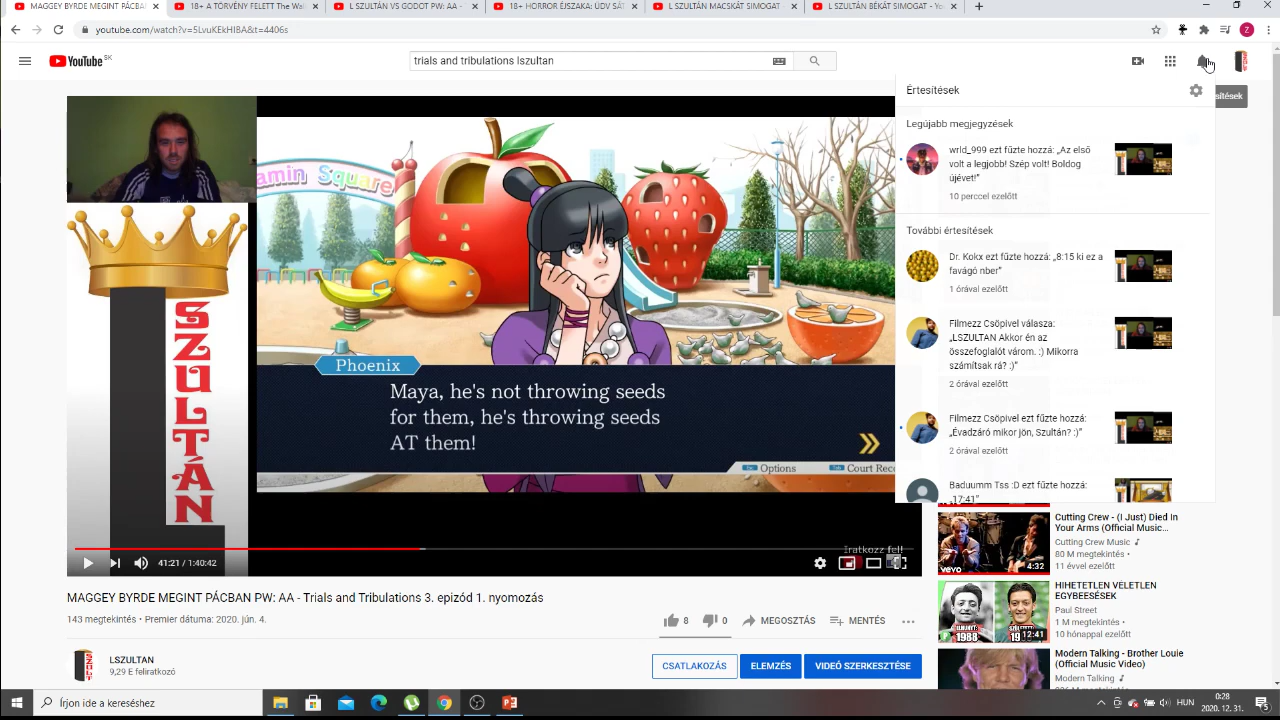 MAGGEY BYRDE MEGINT PÁCBAN
18+ A TÖRVÉNY FELETT The Wal
L SZULTÁN VS GODOT PW: AA -
18+ HORROR ÉJSZAKA: ÜDV SÁT
L SZULTÁN MACSKÁT SIMOGAT
L SZULTÁN BÉKÁT SIMOGAT - Yo
youtube.com/watch?v=5LvuKEkHIBA&t=4406s
Z
YouTube SK
trials and tribulations lszultan
Értesítések
sítések
Legújabb megjegyzések
wrld_999 ezt fűzte hozzá: „Az első
volt a legjobb! Szép volt! Boldog
újévet!”
10 perccel ezelőtt
További értesítések
Dr. Kokx ezt fűzte hozzá: „8:15 ki ez a
favágó nber”
1 órával ezelőtt
Filmezz Csöpivel válasza:
„LSZULTAN Akkor én az
összefoglalót várom. :) Mikorra
számítsak rá? :)”
2 órával ezelőtt
Filmezz Csöpivel ezt fűzte hozzá:
„Évadzáró mikor jön, Szultán? :)”
2 órával ezelőtt
Baduumm Tss :D ezt fűzte hozzá:
„17:41”
amin Square
SZULTÁN
Phoenix
Maya, he's not throwing seeds
for them, he's throwing seeds
AT them!
Options
Court Reco
Iratkozz fel!
41:21 / 1:40:42
MAGGEY BYRDE MEGINT PÁCBAN PW: AA - Trials and Tribulations 3. epizód 1. nyomozás
143 megtekintés • Premier dátuma: 2020. jún. 4.
8
0
MEGOSZTÁS
MENTÉS
LSZULTAN
9,29 E feliratkozó
CSATLAKOZÁS
ELEMZÉS
VIDEÓ SZERKESZTÉSE
vevo
4:32
Cutting Crew - (I Just) Died In
Your Arms (Official Music...
Cutting Crew Music
80 M megtekintés •
11 évvel ezelőtt
1988
12:41
HIHETETLEN VÉLETLEN
EGYBEESÉSEK
Paul Street
1 M megtekintés •
10 hónappal ezelőtt
Modern Talking - Brother Louie
(Official Music Video)
Modern Talking
Írjon ide a kereséshez
HUN
0:28
2020. 12. 31.
5